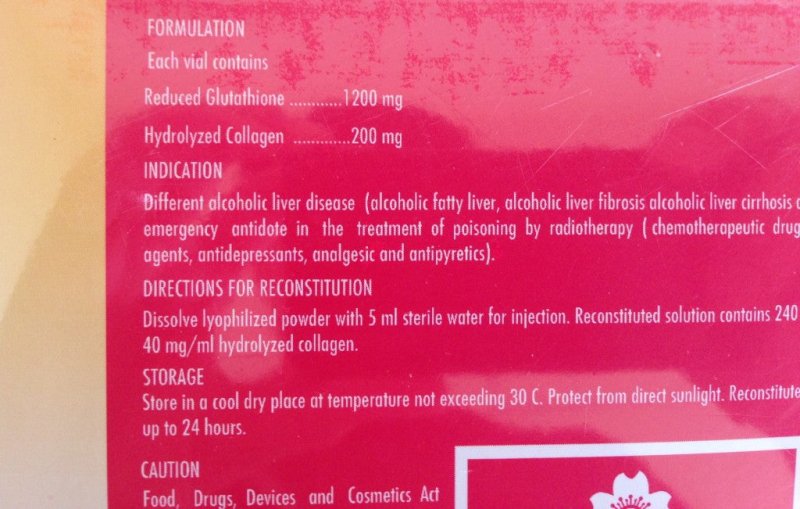 FORMULATION
Each vial contains
Reduced Glutathione ............1200 mg
Hydrolyzed Collagen .............200 mg
INDICATION
Different alcoholic liver disease (alcoholic fatty liver, alcoholic liver fibrosis alcoholic liver cirrhosis
emergency antidote in the treatment of poisoning by radiotherapy ( chemotherapeutic drug
agents, antidepressants, analgesic and antipyretics).
DIRECTIONS FOR RECONSTITUTION
Dissolve lyophilized powder with 5 ml sterile water for injection. Reconstituted solution contains 240
40 mg/ml hydrolyzed collagen.
STORAGE
Store in a cool dry place at temperature not exceeding 30 C. Protect from direct sunlight. Reconstitute
up to 24 hours.
CAUTION
Food, Drugs, Devices and Cosmetics Act